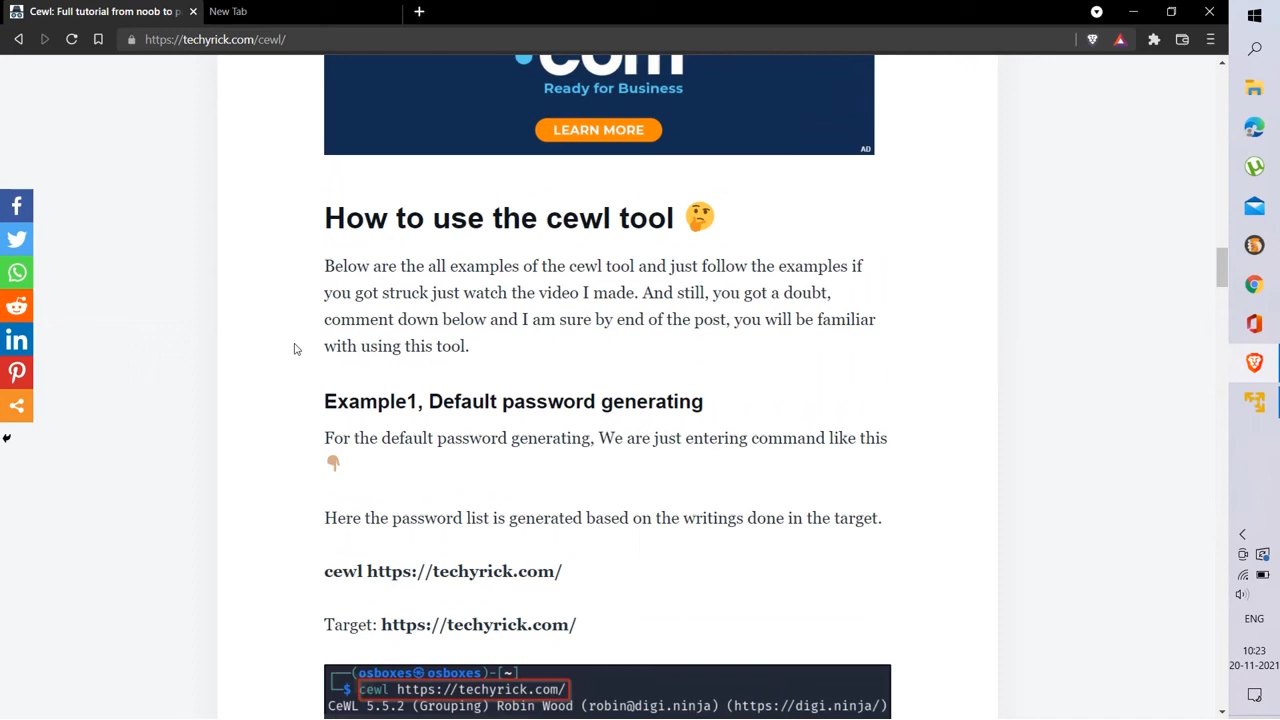 Cewl: Full tutorial from noob to p
New Tab
https://techyrick.com/cewl/
.com
Ready for Business
LEARN MORE
AD
How to use the cewl tool 🤔
Below are the all examples of the cewl tool and just follow the examples if
you got struck just watch the video I made. And still, you got a doubt,
comment down below and I am sure by end of the post, you will be familiar
with using this tool.
Example1, Default password generating
For the default password generating, We are just entering command like this
👇🏽
Here the password list is generated based on the writings done in the target.
cewl https://techyrick.com/
Target: https://techyrick.com/
┌──(osboxes㉿osboxes)-[~]
└─$ cewl https://techyrick.com/
CeWL 5.5.2 (Grouping) Robin Wood (robin@digi.ninja) (https://digi.ninja/)
ENG
10:23
20-11-2021